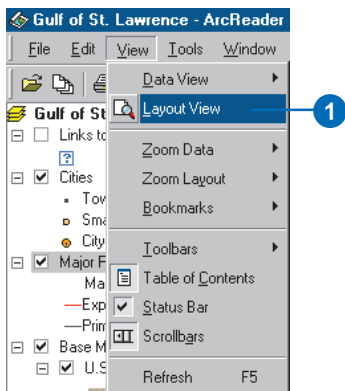 Gulf of St. Lawrence - ArcReader
File Edit View Tools Window
Data View
Gulf of St
Layout View
1
Links to
Zoom Data
?
Cities
Zoom Layout
Tow
Bookmarks
Sma
City
Toolbars
Major F
Table of Contents
Ma
Exp
Status Bar
Prim
Scrollbars
Base M
U.S
Refresh F5